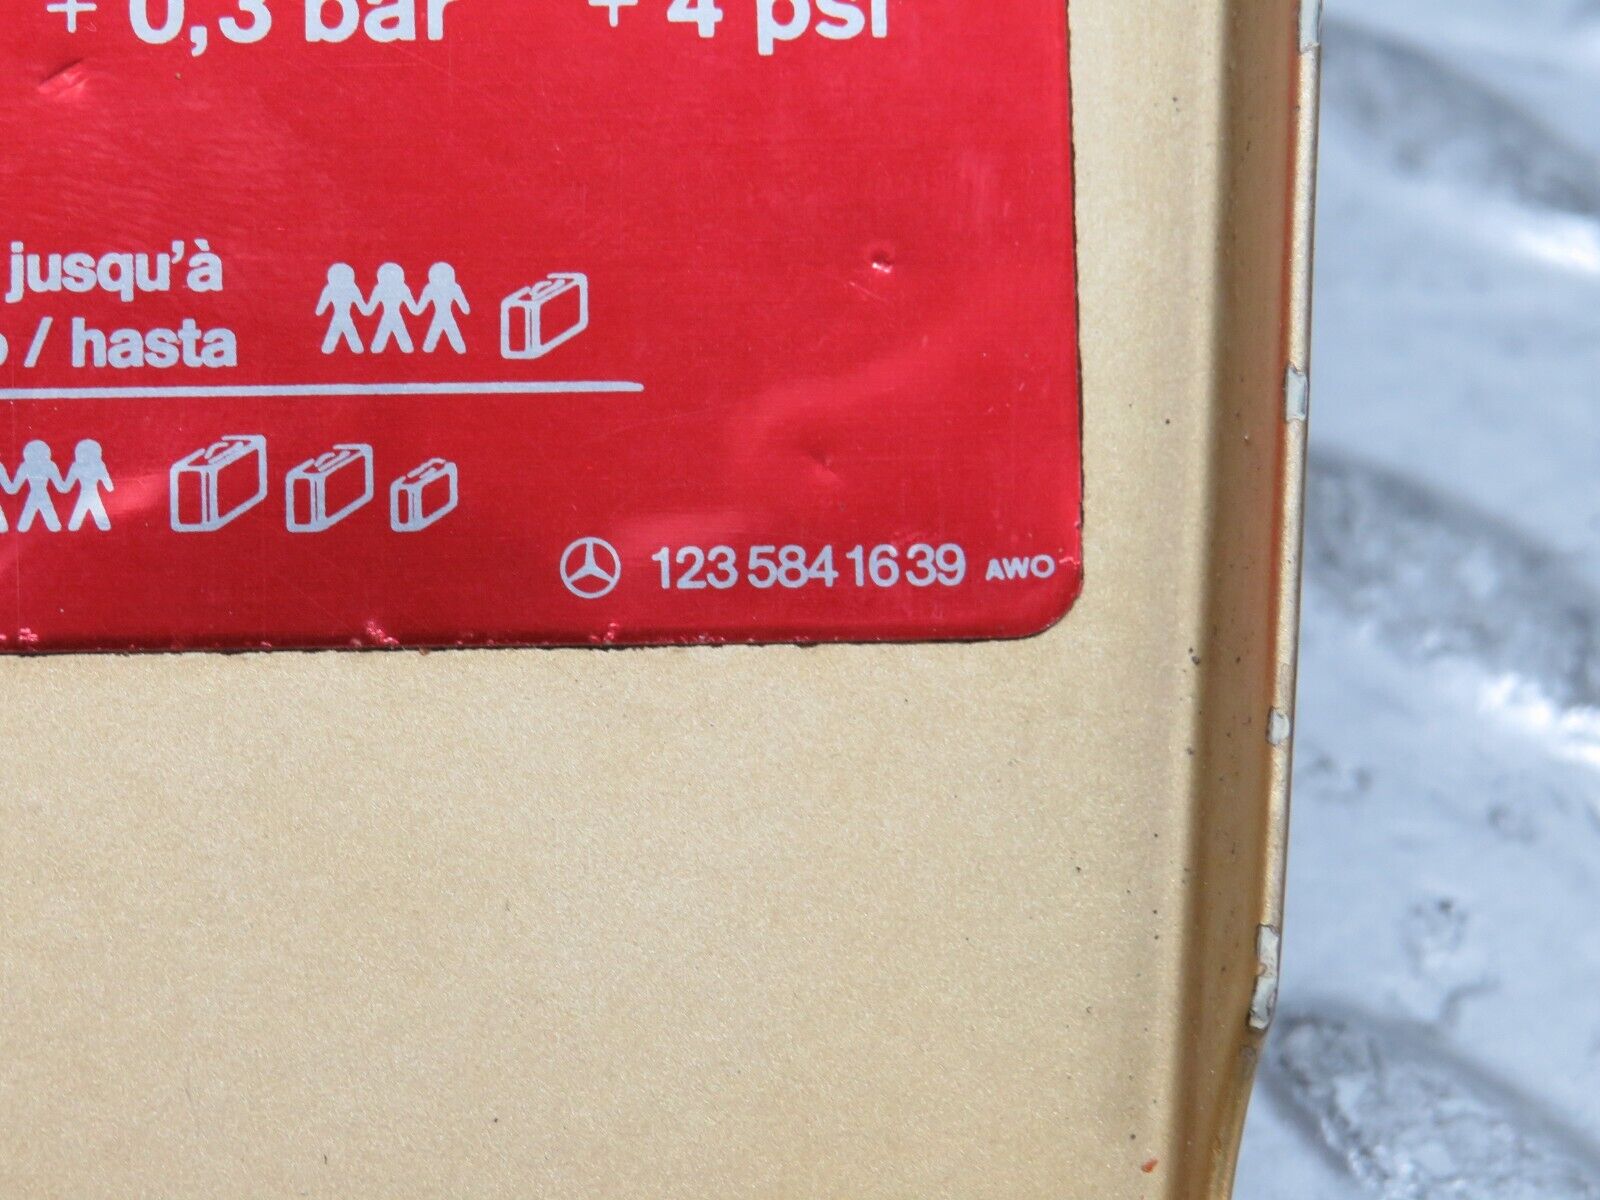 + 0,3 bar + 4 psi
jusqu'à
/ hasta
123 584 16 39 AWO